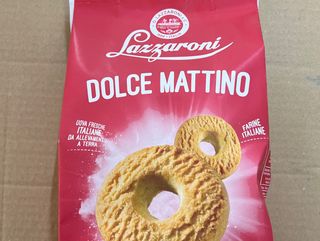 Lazzaroni
DOLCE MATTINO
UOVA FRESCHE
ITALIANE
DA ALLEVAMENTI
A TERRA
FARINE
ITALIANE